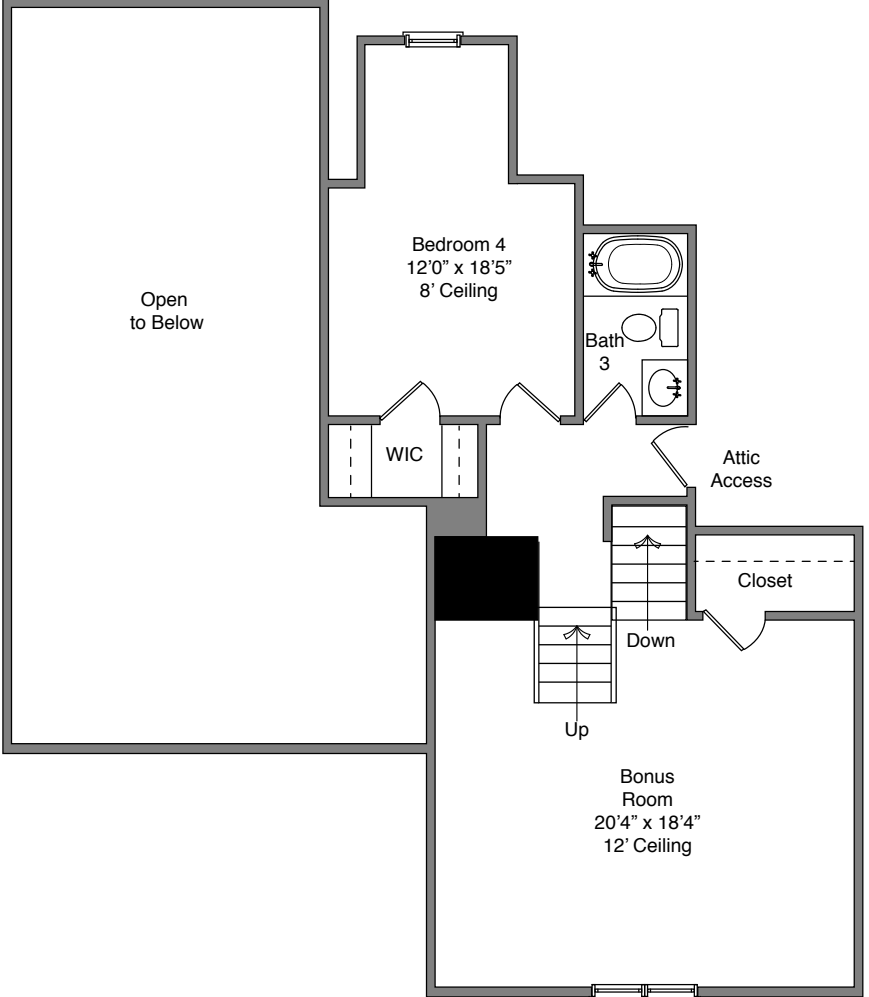 Bedroom 4
12’0” x 18’5”
8’ Ceiling
Open
to Below
Bath
3
WIC
Attic
Access
Closet
Down
Up
Bonus
Room
20’4” x 18’4”
12’ Ceiling